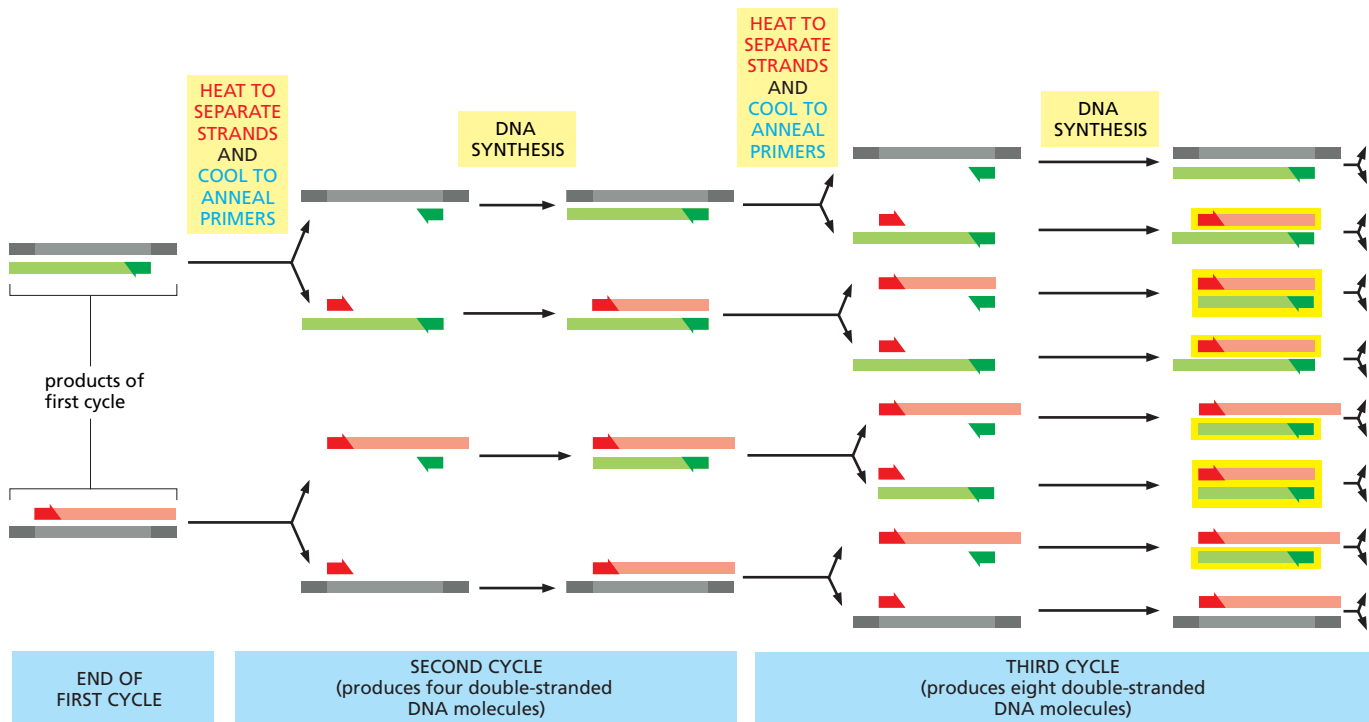 HEAT TO
SEPARATE
STRANDS
AND
COOL TO
ANNEAL
PRIMERS
DNA
SYNTHESIS
HEAT TO
SEPARATE
STRANDS
AND
COOL TO
ANNEAL
PRIMERS
DNA
SYNTHESIS
products of
first cycle
END OF
FIRST CYCLE
SECOND CYCLE
(produces four double-stranded
DNA molecules)
THIRD CYCLE
(produces eight double-stranded
DNA molecules)